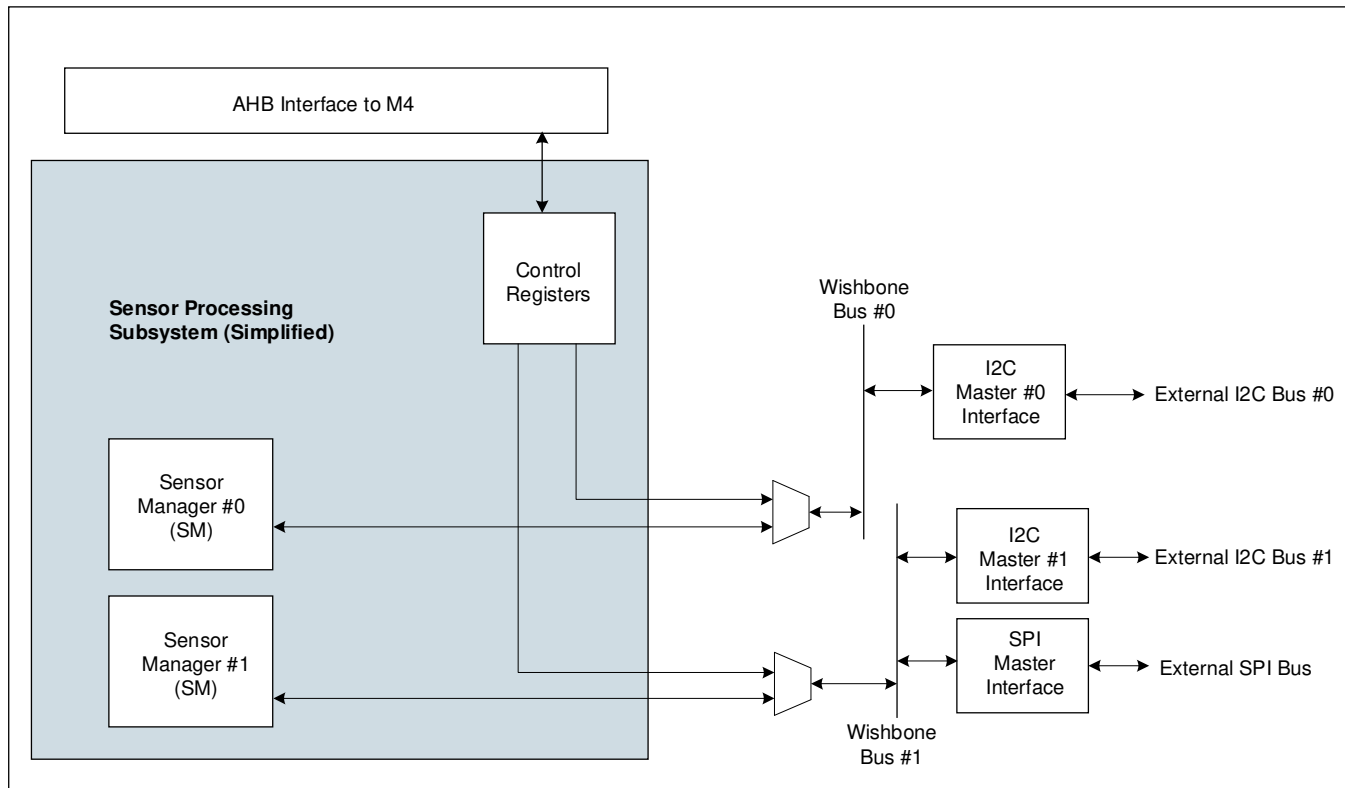 AHB Interface to M4
Control
Registers
Sensor Processing
Subsystem (Simplified)
Wishbone
Bus #0
I2C
Master #0
Interface
External I2C Bus #0
Sensor
Manager #0
(SM)
I2C
Master #1
Interface
External I2C Bus #1
Sensor
Manager #1
(SM)
SPI
Master
Interface
External SPI Bus
Wishbone
Bus #1